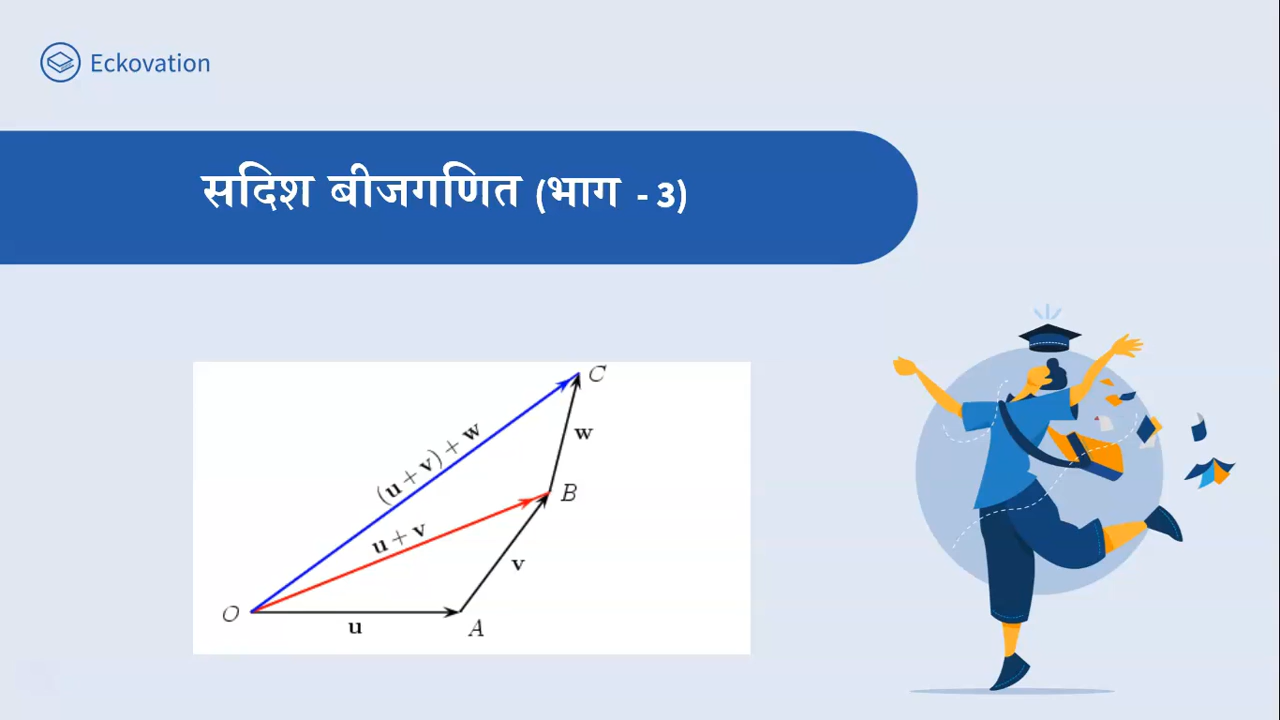 Eckovation
सदिश बीजगणित (भाग - 3)
C
(u + v) + w
w
B
u + v
v
O
u
A